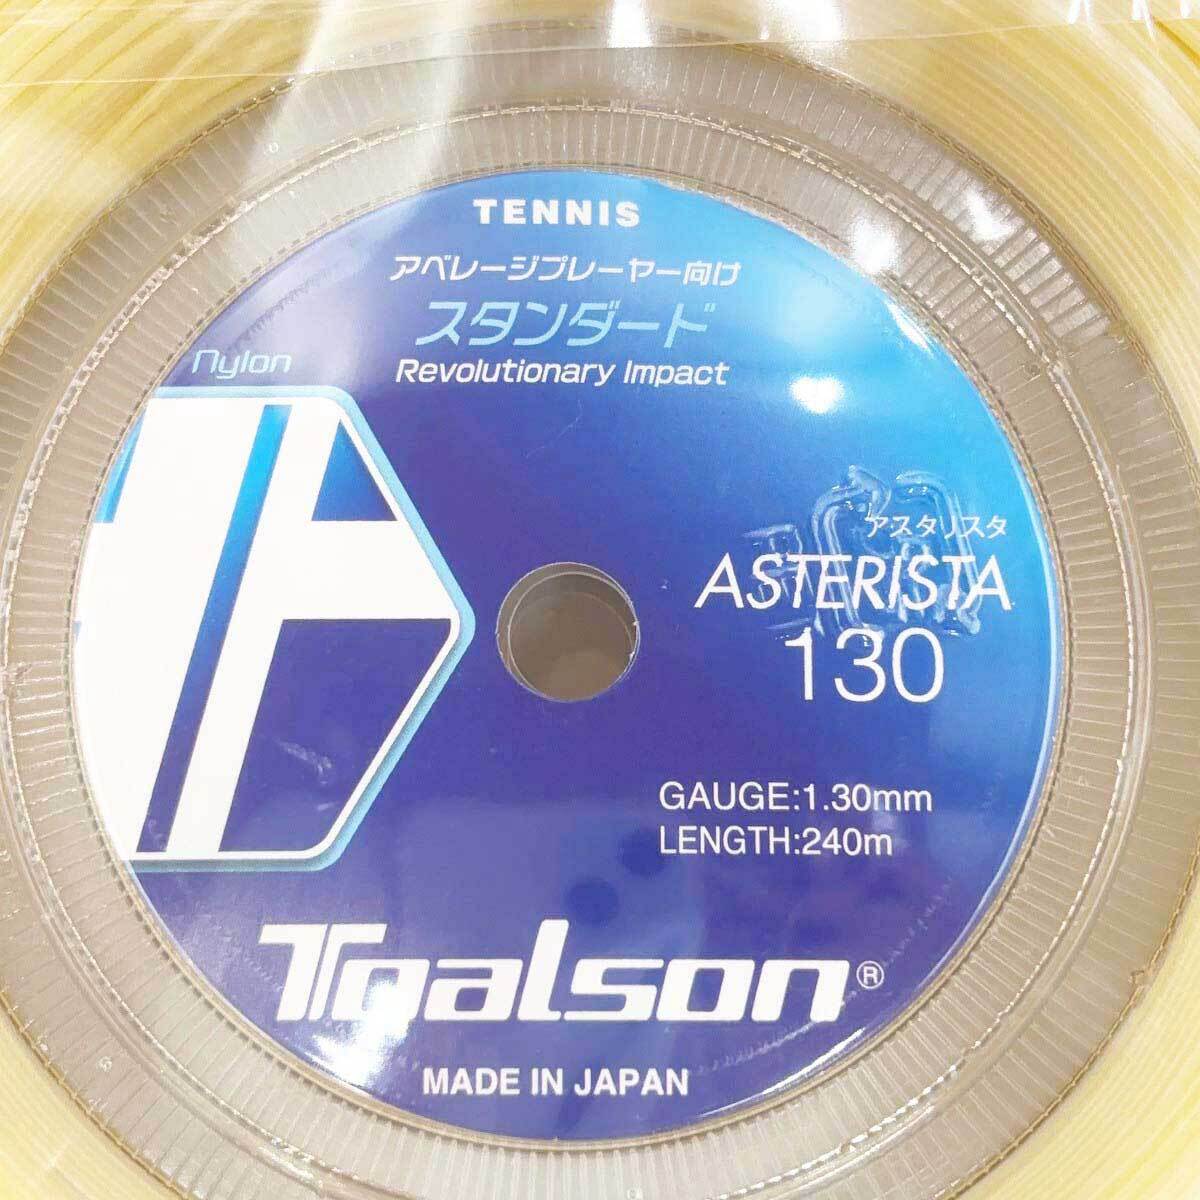 TENNIS
アベレージプレーヤー向け
スタンダード
nylon
Revolutionary Impact
アスタリスタ
ASTERISTA
130
GAUGE:1.30mm
LENGTH:240m
Toalson®
MADE IN JAPAN